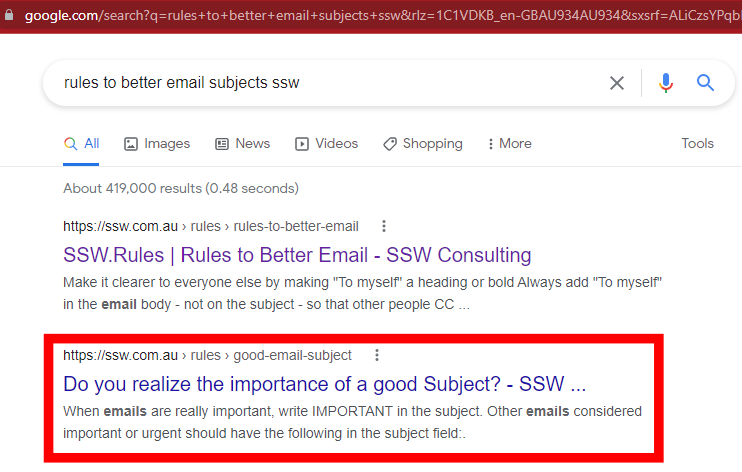 google.com/search?q=rules+to+better+email+subjects+ssw&rlz=1C1VDKB_en-GBAU934AU934&sxsrf=ALiCzsYPqb
rules to better email subjects ssw
All Images News Videos Shopping More Tools
About 419,000 results (0.48 seconds)
https://ssw.com.au › rules › rules-to-better-email
SSW.Rules | Rules to Better Email - SSW Consulting
Make it clearer to everyone else by making "To myself" a heading or bold Always add "To myself"
in the email body - not on the subject - so that other people CC ...
https://ssw.com.au › rules › good-email-subject
Do you realize the importance of a good Subject? - SSW ...
When emails are really important, write IMPORTANT in the subject. Other emails considered
important or urgent should have the following in the subject field:.